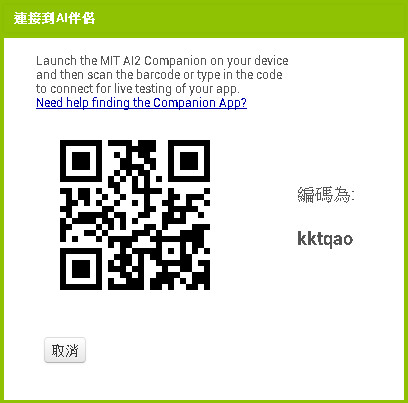 連接到AI伴侶
Launch the MIT AI2 Companion on your device
and then scan the barcode or type in the code
to connect for live testing of your app.
Need help finding the Companion App?
編碼為:
kktqao
取消